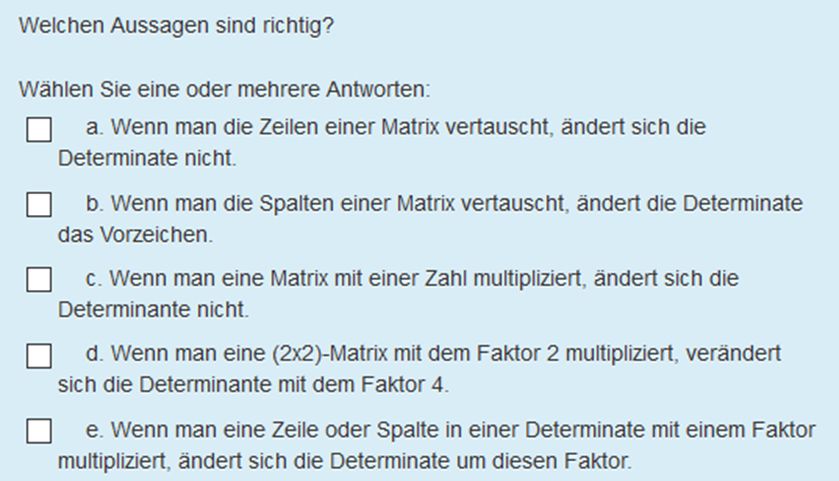 Welchen Aussagen sind richtig?
Wählen Sie eine oder mehrere Antworten:
a. Wenn man die Zeilen einer Matrix vertauscht, ändert sich die
Determinate nicht.
b. Wenn man die Spalten einer Matrix vertauscht, ändert die Determinate
das Vorzeichen.
c. Wenn man eine Matrix mit einer Zahl multipliziert, ändert sich die
Determinante nicht.
d. Wenn man eine (2x2)-Matrix mit dem Faktor 2 multipliziert, verändert
sich die Determinante mit dem Faktor 4.
e. Wenn man eine Zeile oder Spalte in einer Determinate mit einem Faktor
multipliziert, ändert sich die Determinate um diesen Faktor.